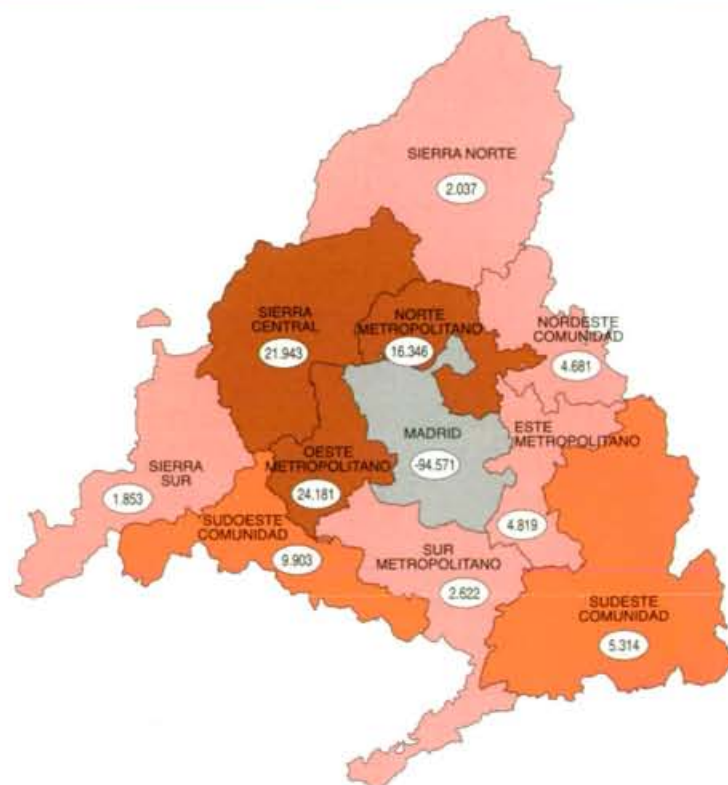 SIERRA NORTE
2.037
SIERRA
CENTRAL
21.943
NORTE
METROPOLITANO
16.346
NORDESTE
COMUNIDAD
4.681
MADRID
-94.571
ESTE
METROPOLITANO
4.819
OESTE
METROPOLITANO
24.181
SIERRA
SUR
1.853
SUDOESTE
COMUNIDAD
9.903
SUR
METROPOLITANO
2.622
SUDESTE
COMUNIDAD
5.314